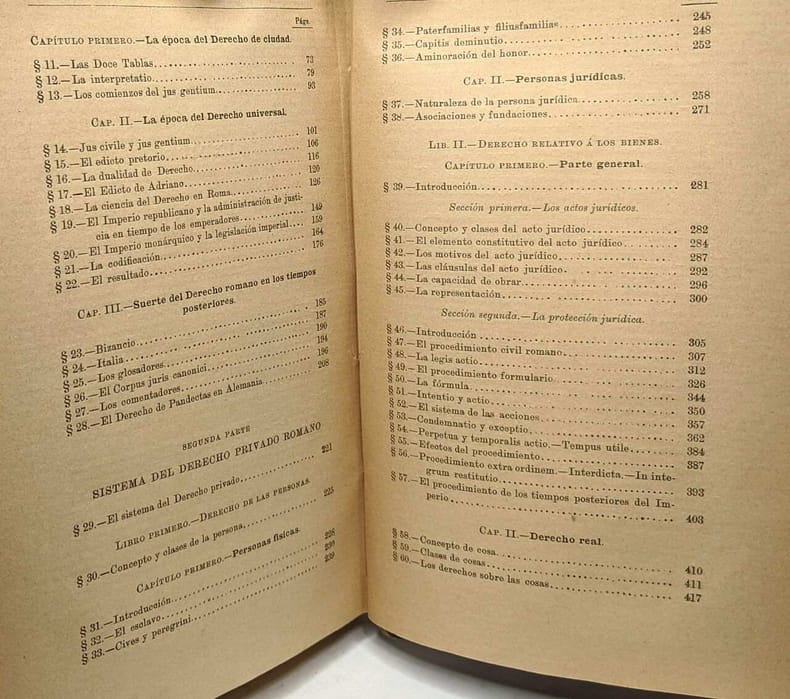 Págs.
CAPÍTULO PRIMERO.—La época del Derecho de ciudad.
§ 11.—Las Doce Tablas. 73
§ 12.—La interpretatio. 79
§ 13.—Los comienzos del jus gentium. 93
CAP. II.—La época del Derecho universal.
§ 14.—Jus civile y jus gentium. 101
§ 15.—El edicto pretorio. 106
§ 16.—La dualidad de Derecho. 116
§ 17.—El Edicto de Adriano. 120
§ 18.—La ciencia del Derecho en Roma. 126
§ 19.—El Imperio republicano y la administración de justi-
cia en tiempo de los emperadores. 149
§ 20.—El Imperio monárquico y la legislación imperial. 159
§ 21.—La codificación. 164
§ 22.—El resultado. 176
CAP. III.—Suerte del Derecho romano en los tiempos
posteriores.
§ 23.—Bizancio. 185
§ 24.—Italia. 187
§ 25.—Los glosadores. 190
§ 26.—El Corpus juris canonici. 194
§ 27.—Los comentadores. 196
§ 28.—El Derecho de Pandectas en Alemania. 208
SEGUNDA PARTE
SISTEMA DEL DERECHO PRIVADO ROMANO
§ 29.—El sistema del Derecho privado. 221
LIBRO PRIMERO.—DERECHO DE LAS PERSONAS.
§ 30.—Concepto y clases de la persona. 225
CAPÍTULO PRIMERO.—Personas físicas.
§ 31.—Introducción. 228
§ 32.—El esclavo. 230
§ 33.—Cives y peregrini. 239
§ 34.—Paterfamilias y filiusfamilias. 245
§ 35.—Capitis deminutio. 248
§ 36.—Aminoración del honor. 252
CAP. II.—Personas jurídicas.
§ 37.—Naturaleza de la persona jurídica. 258
§ 38.—Asociaciones y fundaciones. 271
LIB. II.—DERECHO RELATIVO Á LOS BIENES.
CAPÍTULO PRIMERO.—Parte general.
§ 39.—Introducción. 281
Sección primera.—Los actos jurídicos.
§ 40.—Concepto y clases del acto jurídico. 282
§ 41.—El elemento constitutivo del acto jurídico. 284
§ 42.—Los motivos del acto jurídico. 287
§ 43.—Las cláusulas del acto jurídico. 292
§ 44.—La capacidad de obrar. 296
§ 45.—La representación. 300
Sección segunda.—La protección jurídica.
§ 46.—Introducción. 305
§ 47.—El procedimiento civil romano. 307
§ 48.—La legis actio. 312
§ 49.—El procedimiento formulario. 326
§ 50.—La fórmula. 344
§ 51.—Intentio y actio. 350
§ 52.—El sistema de las acciones. 357
§ 53.—Condemnatio y exceptio. 362
§ 54.—Perpetua y temporalis actio.—Tempus utile. 384
§ 55.—Efectos del procedimiento. 387
§ 56.—Procedimiento extra ordinem.—Interdicta.—In inte-
grum restitutio. 393
§ 57.—El procedimiento de los tiempos posteriores del Im-
perio. 403
CAP. II.—Derecho real.
§ 58.—Concepto de cosa. 410
§ 59.—Clases de cosas. 411
§ 60.—Los derechos sobre las cosas. 417